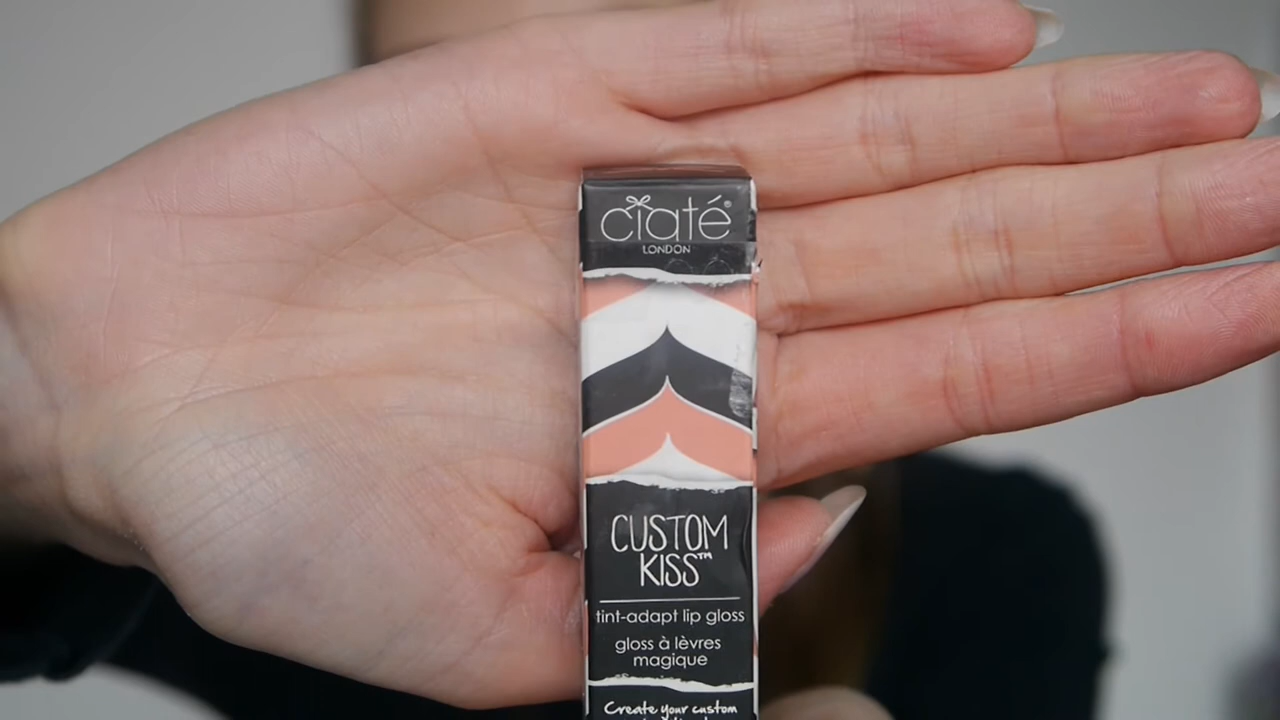 ciaté®
LONDON
CUSTOM
KISS™
tint-adapt lip gloss
gloss à lèvres
magique
Create your custom